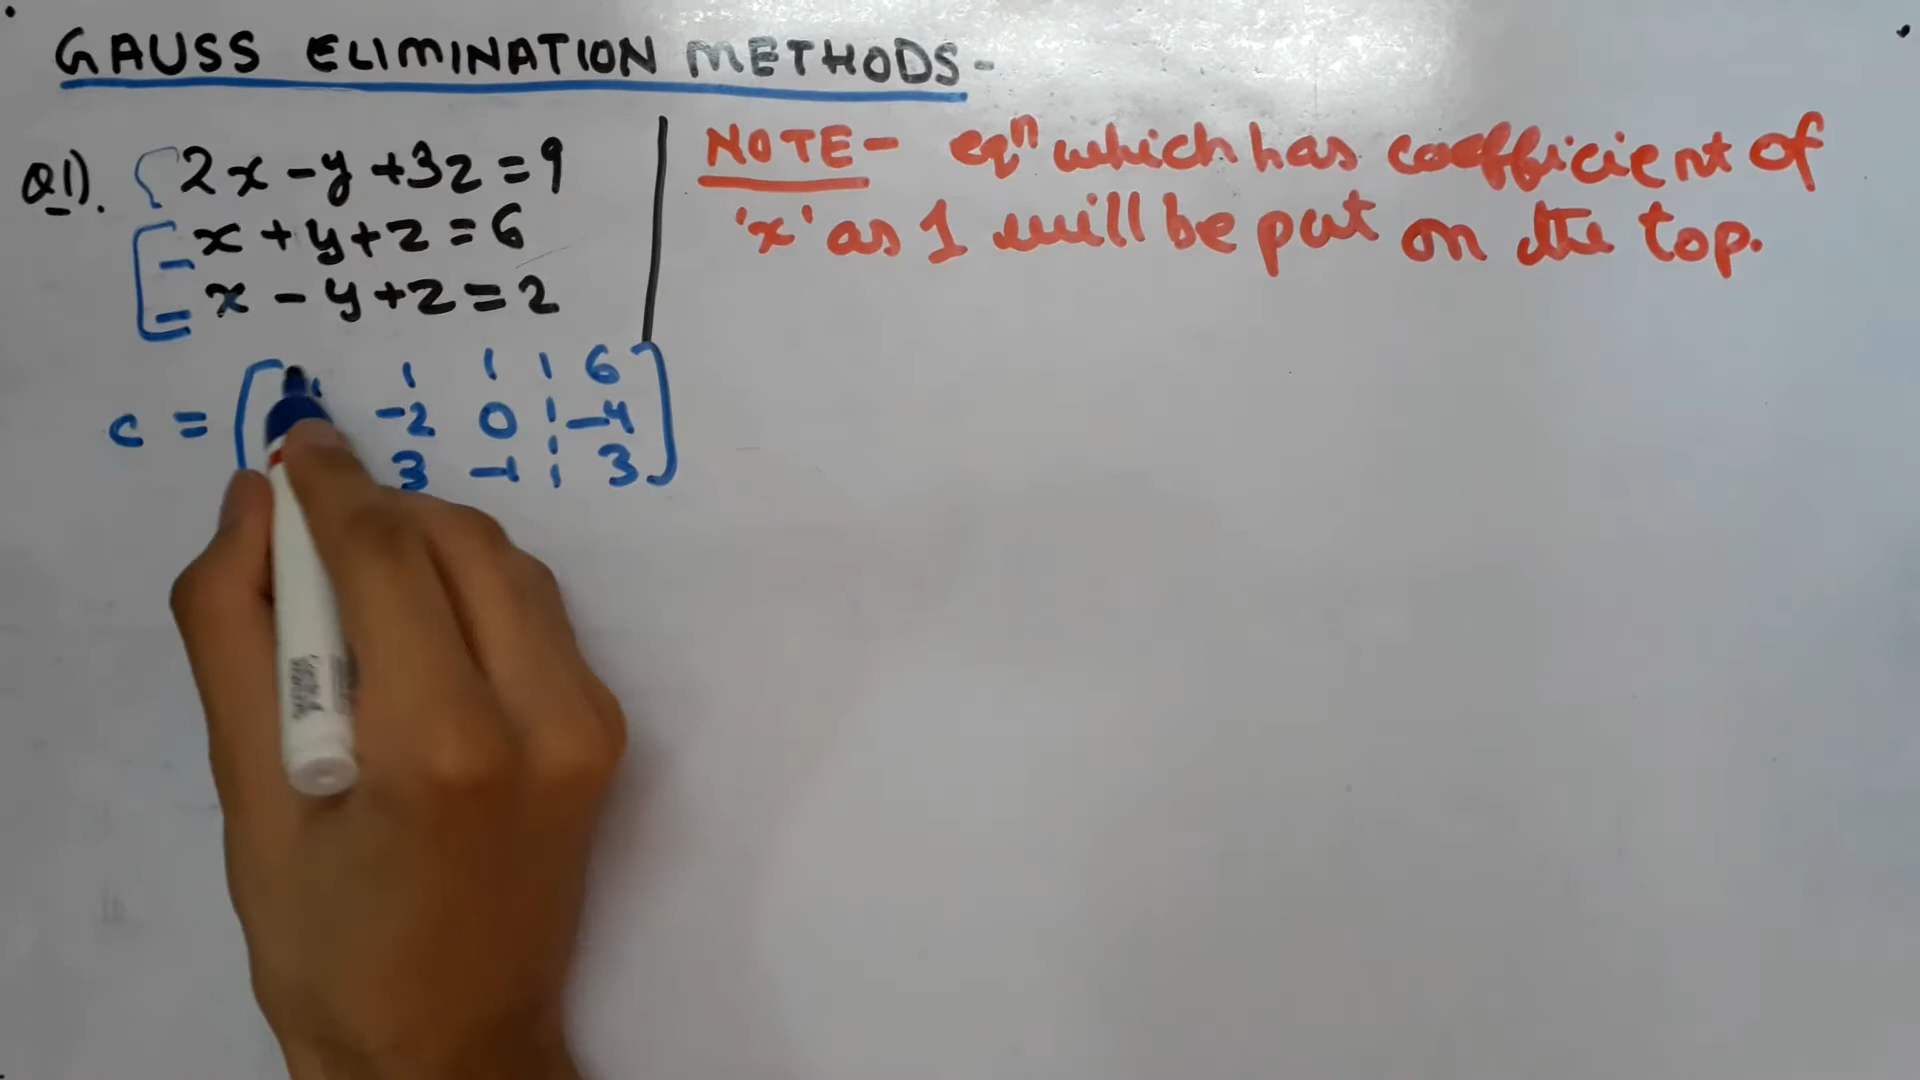 GAUSS ELIMINATION METHODS-
Q1). 2x - y + 3z = 9
x + y + z = 6
x - y + z = 2
NOTE- eqⁿ which has coefficient of
'x' as 1 will be put on the top.
c = [ 1 1 1 ¦ 6 ]
-2 0 ¦ -4
3 -1 ¦ 3